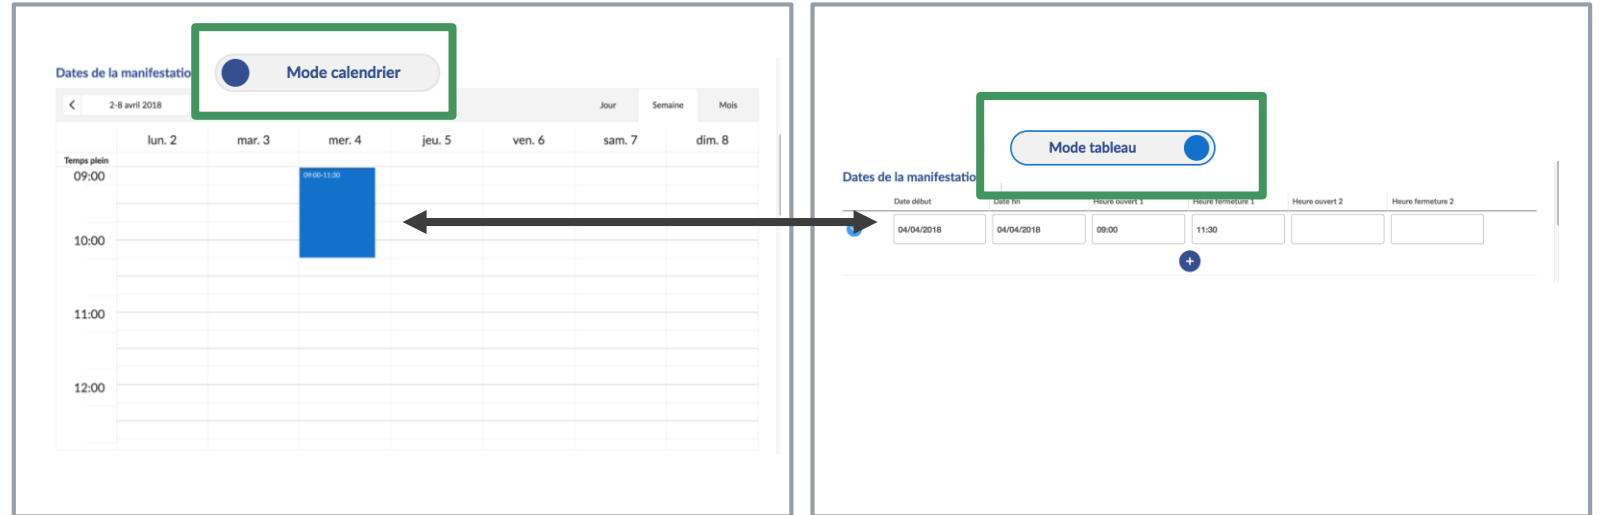 Mode calendrier
Dates de la manifestatio
2-8 avril 2018
Jour Semaine Mois
lun. 2 mar. 3 mer. 4 jeu. 5 ven. 6 sam. 7 dim. 8
Temps plein
09:00
09:00-11:30
10:00
11:00
12:00
Mode tableau
Dates de la manifestatio
Date début Date fin Heure ouvert 1 Heure fermeture 1 Heure ouvert 2 Heure fermeture 2
04/04/2018 04/04/2018 09:00 11:30
+